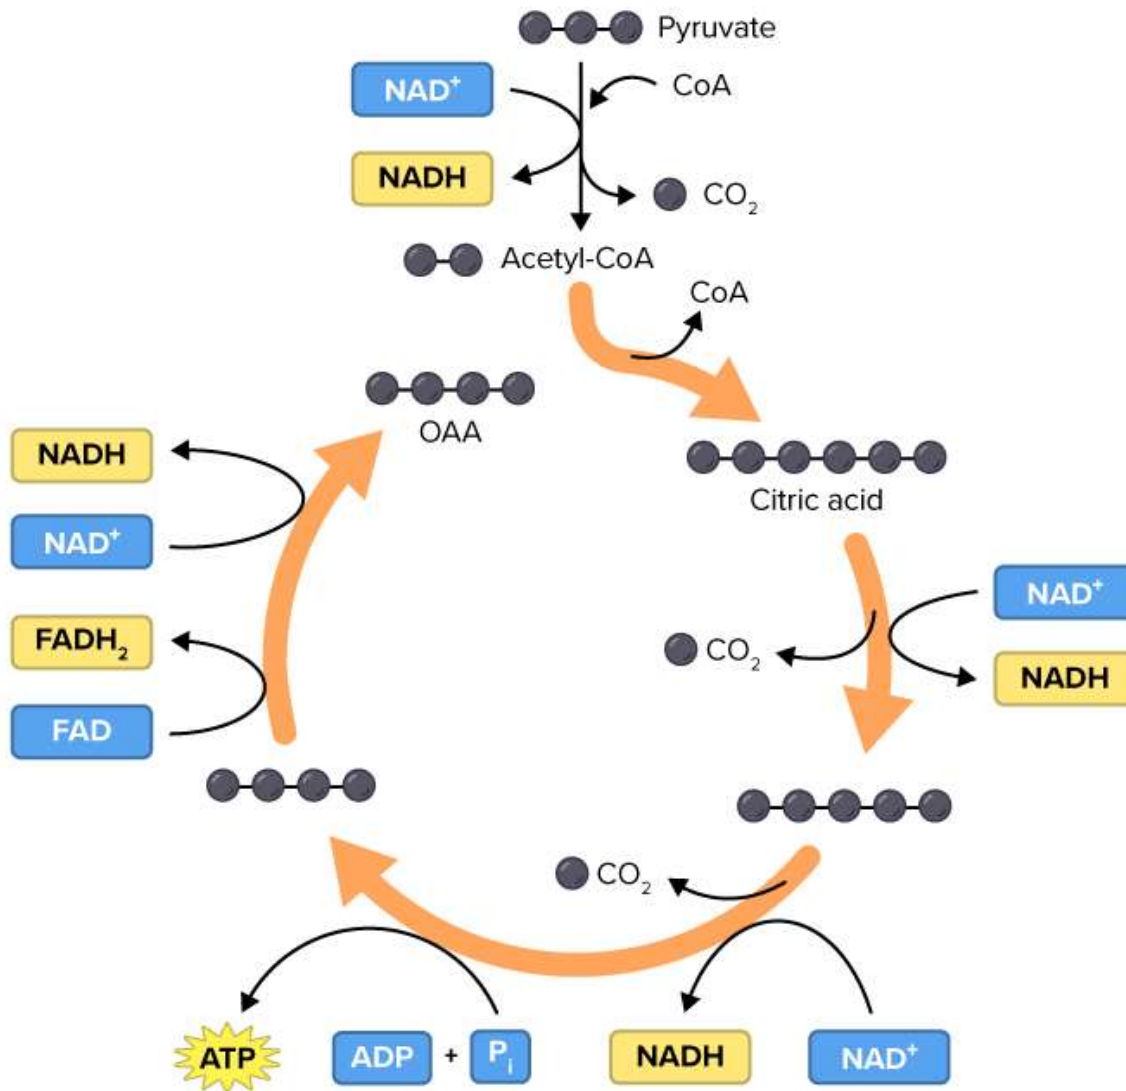 Pyruvate
NAD⁺
CoA
NADH
CO₂
Acetyl-CoA
CoA
OAA
Citric acid
NADH
NAD⁺
NAD⁺
CO₂
NADH
FADH₂
FAD
CO₂
ATP
ADP + Pᵢ
NADH
NAD⁺